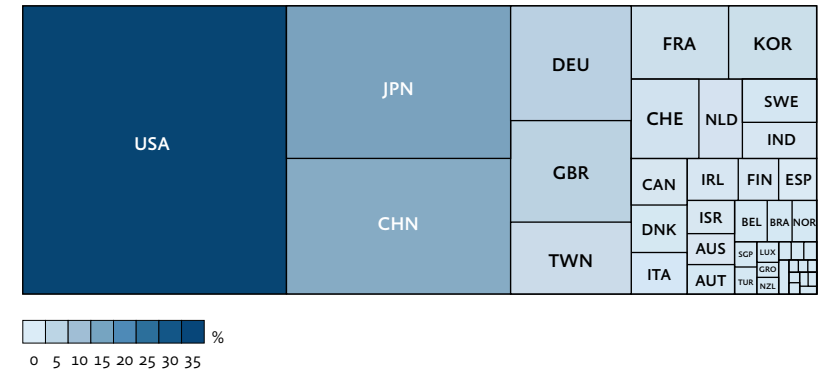 USA
JPN
CHN
DEU
GBR
TWN
FRA
KOR
CHE
NLD
SWE
IND
CAN
IRL
FIN
ESP
DNK
ISR
BEL
BRA
NOR
ITA
AUS
AUT
SGP
LUX
GRO
TUR
NZL
%
0 5 10 15 20 25 30 35